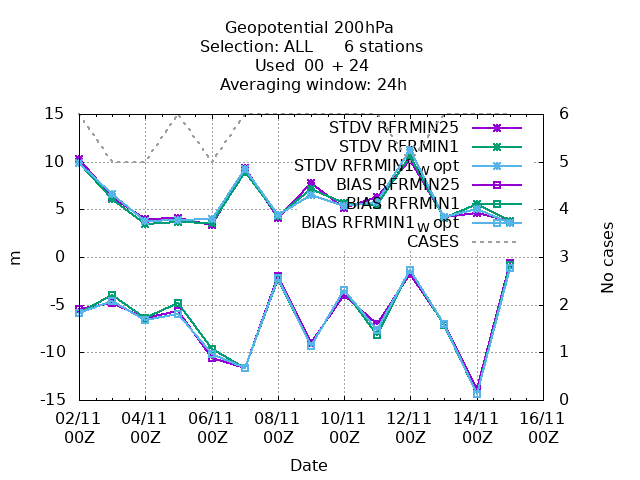 Geopotential 200hPa
Selection: ALL 6 stations
Used 00 + 24
Averaging window: 24h
15
10
5
0
-5
-10
-15
m
6
5
4
3
2
1
0
No cases
STDV RFRMIN25
STDV RFRMIN1
STDV RFRMIN1_w opt
BIAS RFRMIN25
BIAS RFRMIN1
BIAS RFRMIN1_w opt
CASES
02/11 04/11 06/11 08/11 10/11 12/11 14/11 16/11
00Z 00Z 00Z 00Z 00Z 00Z 00Z 00Z
Date